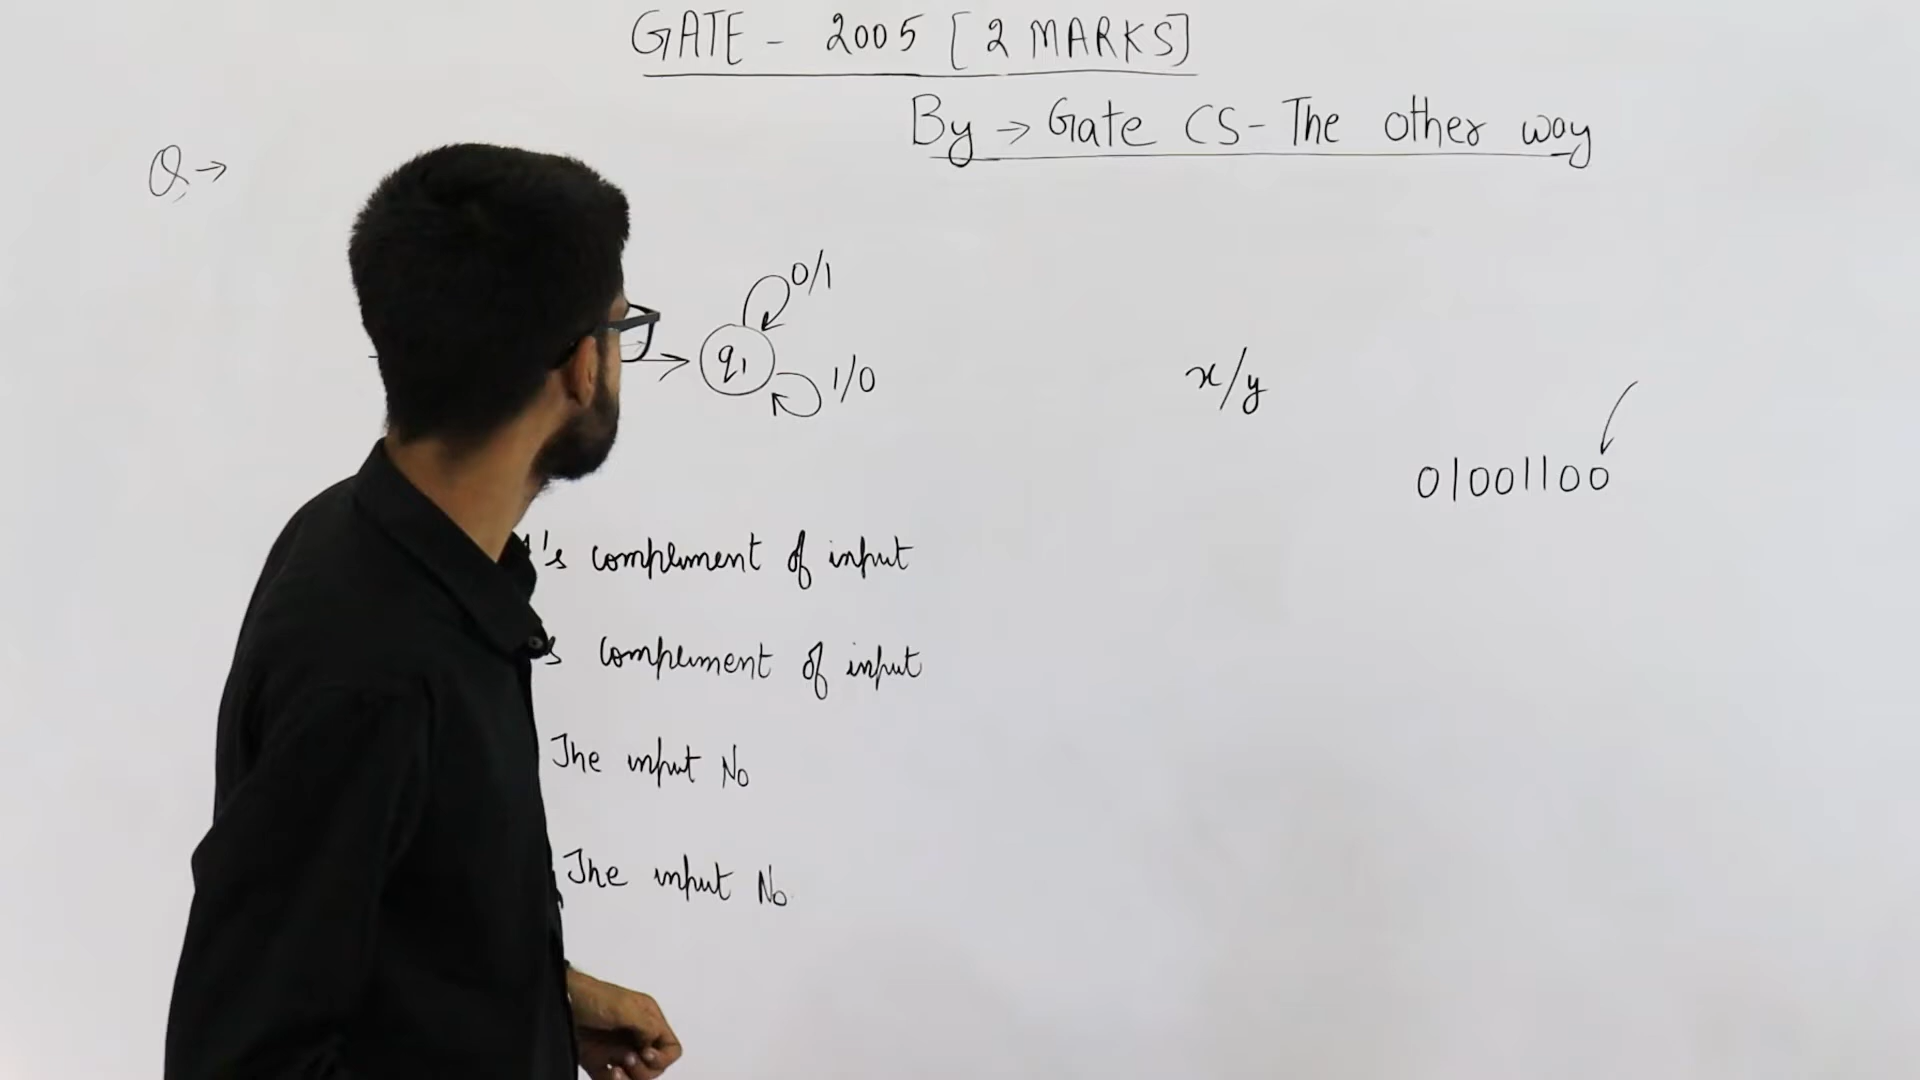 GATE - 2005 [2 MARKS]
By → Gate CS - The other way
Q →
0/1
q1
1/0
x/y
01001100
1's complement of input
s complement of input
The input No
The input No.